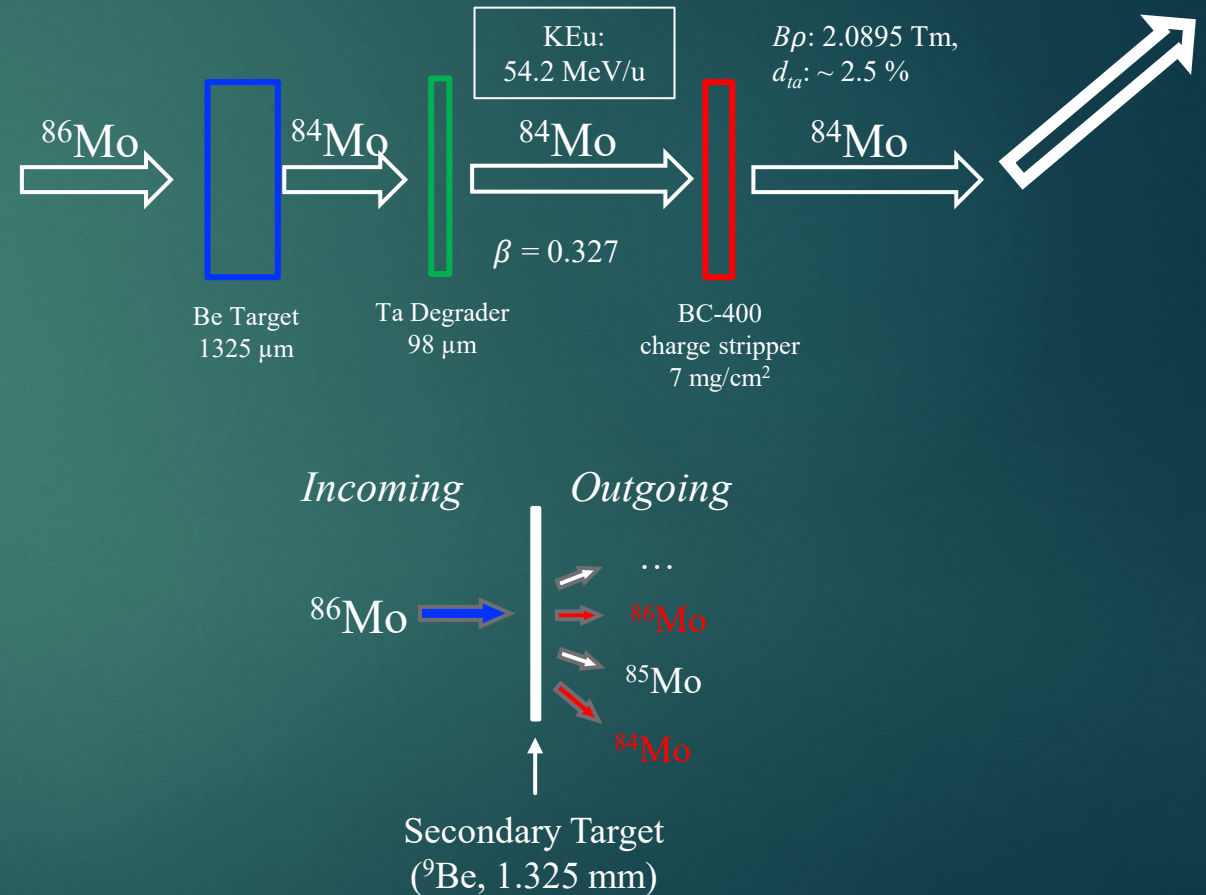 KEu:
54.2 MeV/u
𝐵𝜌: 2.0895 Tm,
d_ta: ~ 2.5 %
⁸⁶Mo
⁸⁴Mo
⁸⁴Mo
⁸⁴Mo
𝛽 = 0.327
Be Target
1325 µm
Ta Degrader
98 µm
BC-400
charge stripper
7 mg/cm²
Incoming
Outgoing
…
⁸⁶Mo
⁸⁶Mo
⁸⁵Mo
⁸⁴Mo
Secondary Target
(⁹Be, 1.325 mm)